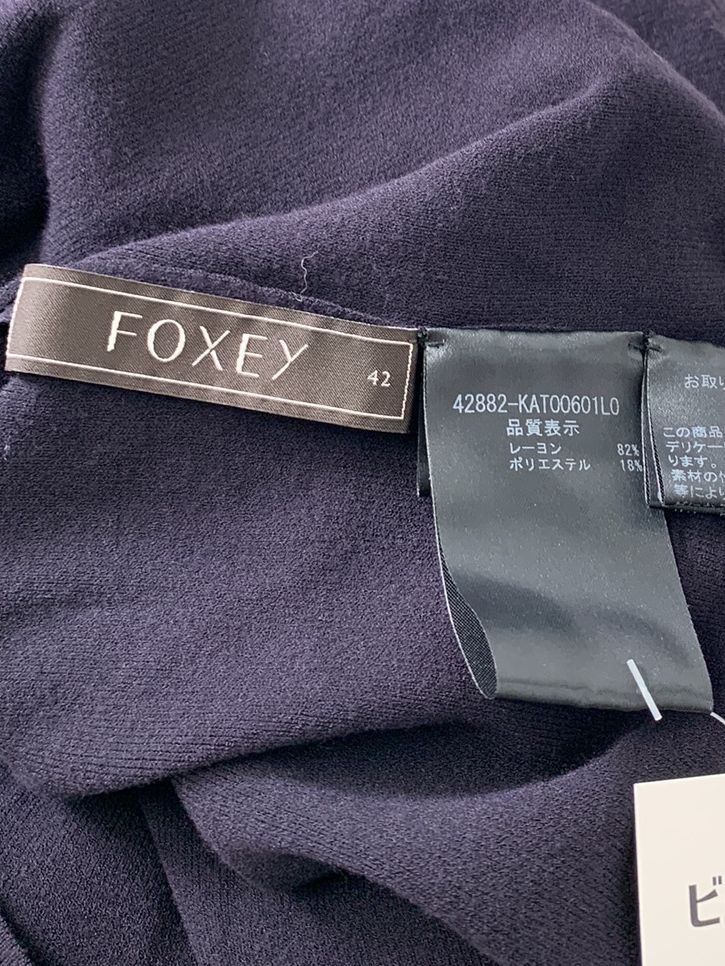 FOXEY
42
42882-KAT00601L0
品質表示
レーヨン 82%
ポリエステル 18%
お取り
この商品
デリケー
ります。
素材の
等によ
ビ